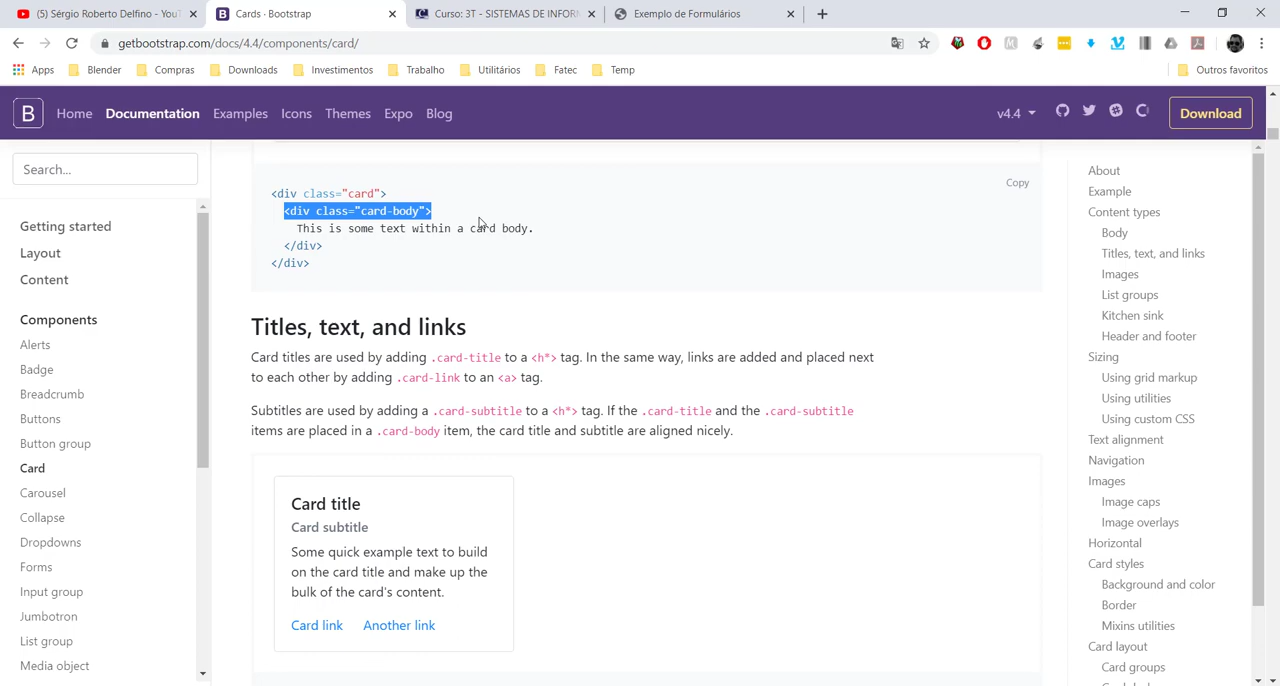 (5) Sérgio Roberto Delfino - YouT
Cards · Bootstrap
Curso: 3T - SISTEMAS DE INFORM
Exemplo de Formulários
getbootstrap.com/docs/4.4/components/card/
Apps
Blender
Compras
Downloads
Investimentos
Trabalho
Utilitários
Fatec
Temp
Outros favoritos
B
Home
Documentation
Examples
Icons
Themes
Expo
Blog
v4.4
Download
Search...
Getting started
Layout
Content
Components
Alerts
Badge
Breadcrumb
Buttons
Button group
Card
Carousel
Collapse
Dropdowns
Forms
Input group
Jumbotron
List group
Media object
Copy
<div class="card">
<div class="card-body">
This is some text within a card body.
</div>
</div>
Titles, text, and links
Card titles are used by adding .card-title to a <h*> tag. In the same way, links are added and placed next
to each other by adding .card-link to an <a> tag.
Subtitles are used by adding a .card-subtitle to a <h*> tag. If the .card-title and the .card-subtitle
items are placed in a .card-body item, the card title and subtitle are aligned nicely.
Card title
Card subtitle
Some quick example text to build
on the card title and make up the
bulk of the card's content.
Card link
Another link
About
Example
Content types
Body
Titles, text, and links
Images
List groups
Kitchen sink
Header and footer
Sizing
Using grid markup
Using utilities
Using custom CSS
Text alignment
Navigation
Images
Image caps
Image overlays
Horizontal
Card styles
Background and color
Border
Mixins utilities
Card layout
Card groups